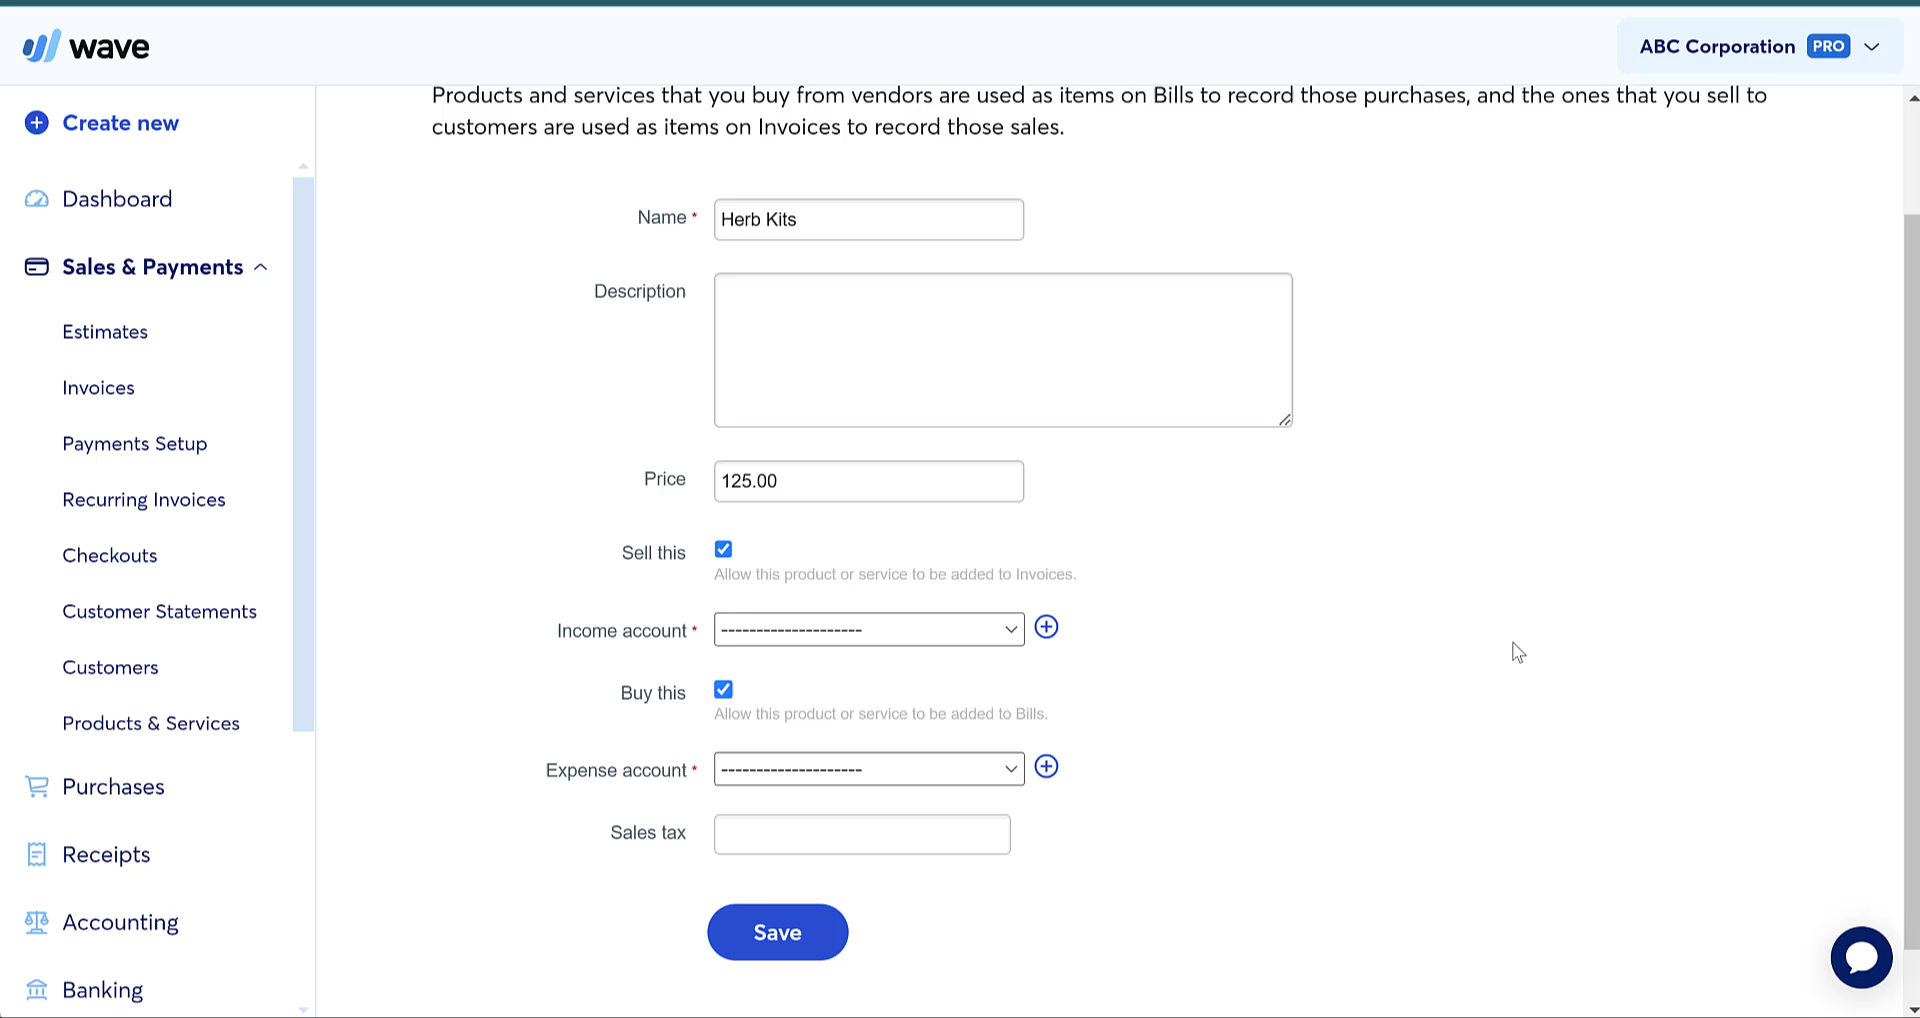 wave
ABC Corporation PRO
Products and services that you buy from vendors are used as items on Bills to record those purchases, and the ones that you sell to
customers are used as items on Invoices to record those sales.
Create new
Dashboard
Sales & Payments
Estimates
Invoices
Payments Setup
Recurring Invoices
Checkouts
Customer Statements
Customers
Products & Services
Purchases
Receipts
Accounting
Banking
Name * Herb Kits
Description
Price 125.00
Sell this
Allow this product or service to be added to Invoices.
Income account * --------------------
Buy this
Allow this product or service to be added to Bills.
Expense account * --------------------
Sales tax
Save